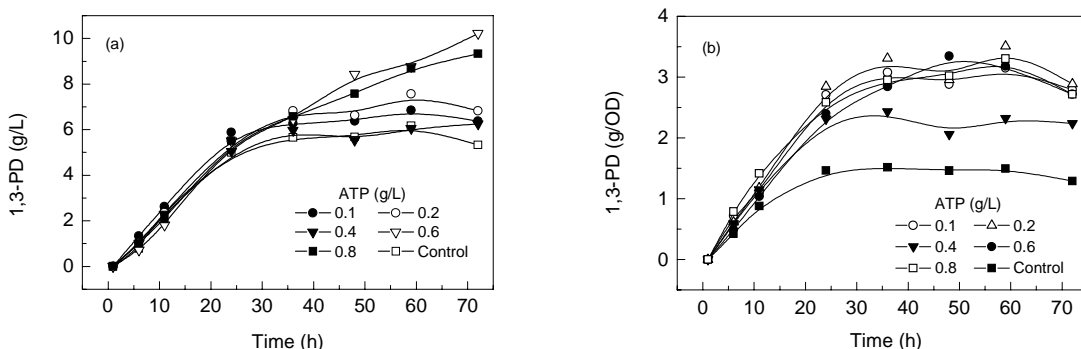 (a)
1,3-PD (g/L)
10
8
6
4
2
0
ATP (g/L)
0.1 0.2
0.4 0.6
0.8 Control
0 10 20 30 40 50 60 70
Time (h)
(b)
1,3-PD (g/OD)
4
3
2
1
0
ATP (g/L)
0.1 0.2
0.4 0.6
0.8 Control
0 10 20 30 40 50 60 70
Time (h)